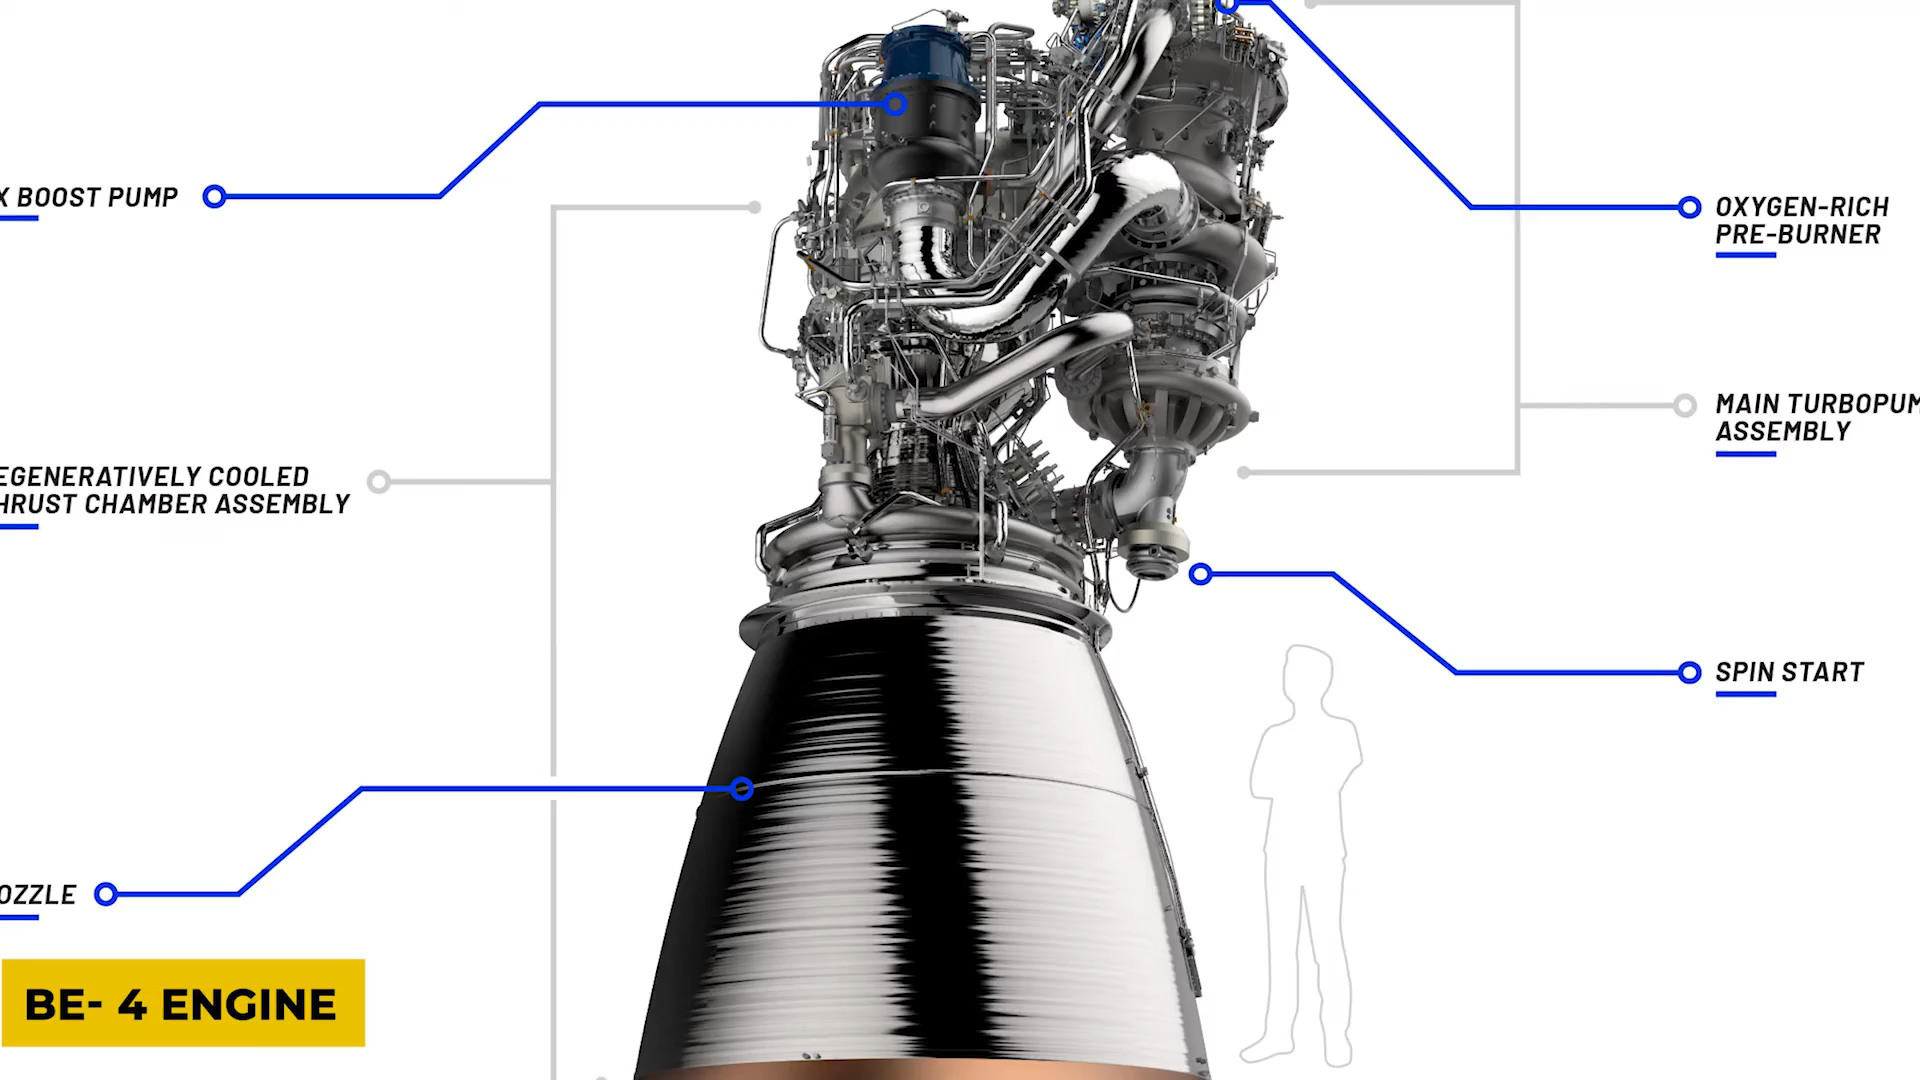 X BOOST PUMP
OXYGEN-RICH
PRE-BURNER
MAIN TURBOPUM
ASSEMBLY
EGENERATIVELY COOLED
HRUST CHAMBER ASSEMBLY
SPIN START
OZZLE
BE- 4 ENGINE